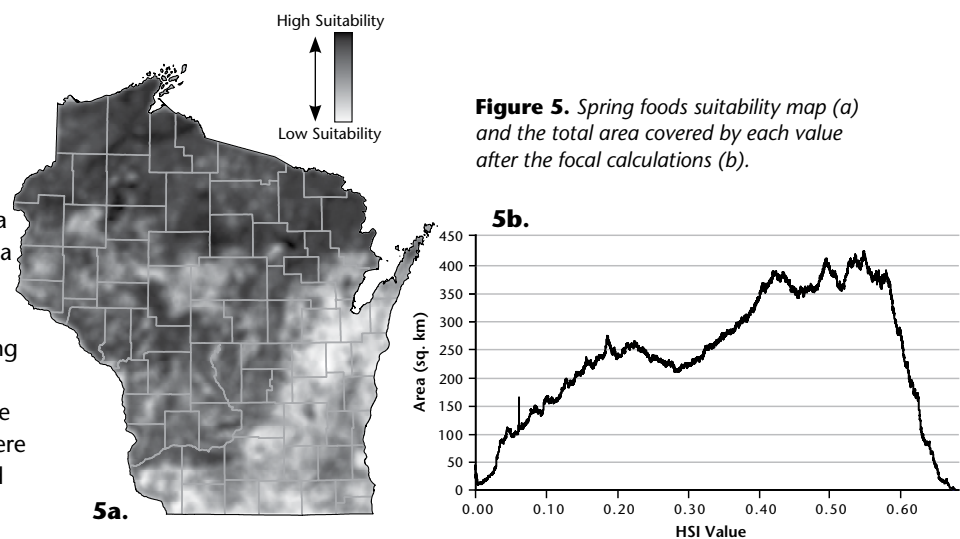 High Suitability
Low Suitability
Figure 5. Spring foods suitability map (a)
and the total area covered by each value
after the focal calculations (b).
a
a
ng
e
ere
5a.
5b.
Area (sq. km)
450
400
350
300
250
200
150
100
50
0
0.00 0.10 0.20 0.30 0.40 0.50 0.60
HSI Value